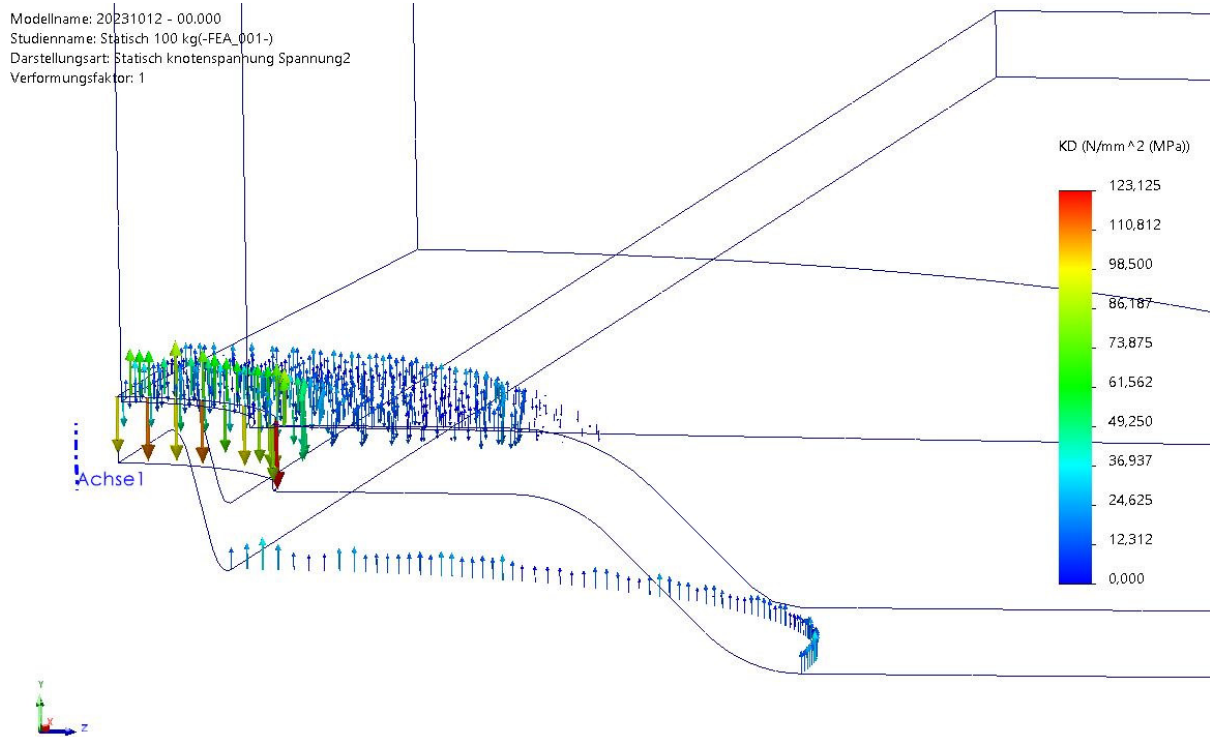 Modellname: 20231012 - 00.000
Studienname: Statisch 100 kg(-FEA_001-)
Darstellungsart: Statisch knotenspannung Spannung2
Verformungsfaktor: 1
KD (N/mm^2 (MPa))
123,125
110,812
98,500
86,187
73,875
61,562
49,250
36,937
24,625
12,312
0,000
Achse1
Y
X
Z